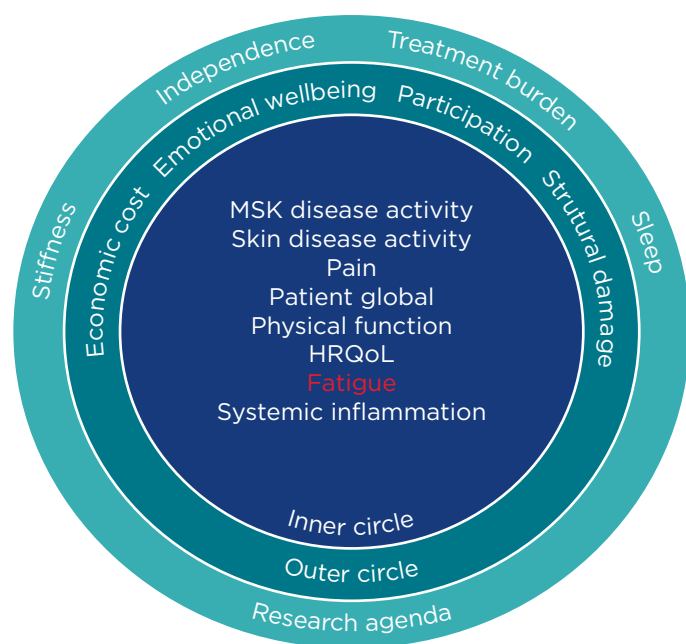 Independence
Treatment burden
Stiffness
Sleep
Economic cost
Emotional wellbeing
Participation
Strutural damage
MSK disease activity
Skin disease activity
Pain
Patient global
Physical function
HRQoL
Fatigue
Systemic inflammation
Inner circle
Outer circle
Research agenda